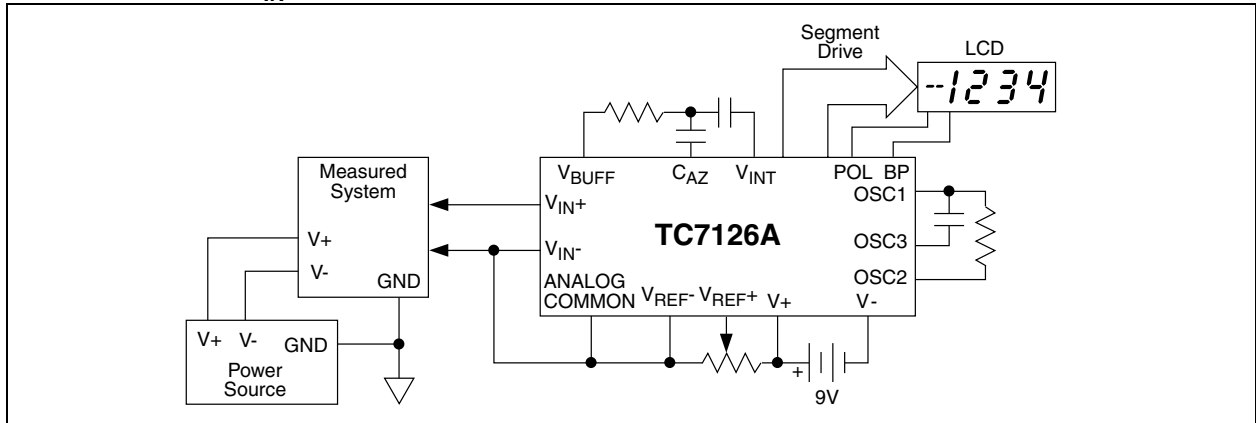 IN
Segment
Drive
LCD
--1234
VBUFF
CAZ
VINT
POL BP
OSC1
Measured
System
VIN+
TC7126A
V+
VIN-
OSC3
V-
GND
ANALOG
COMMON
VREF- VREF+ V+
OSC2
V-
V+ V- GND
Power
Source
+
9V